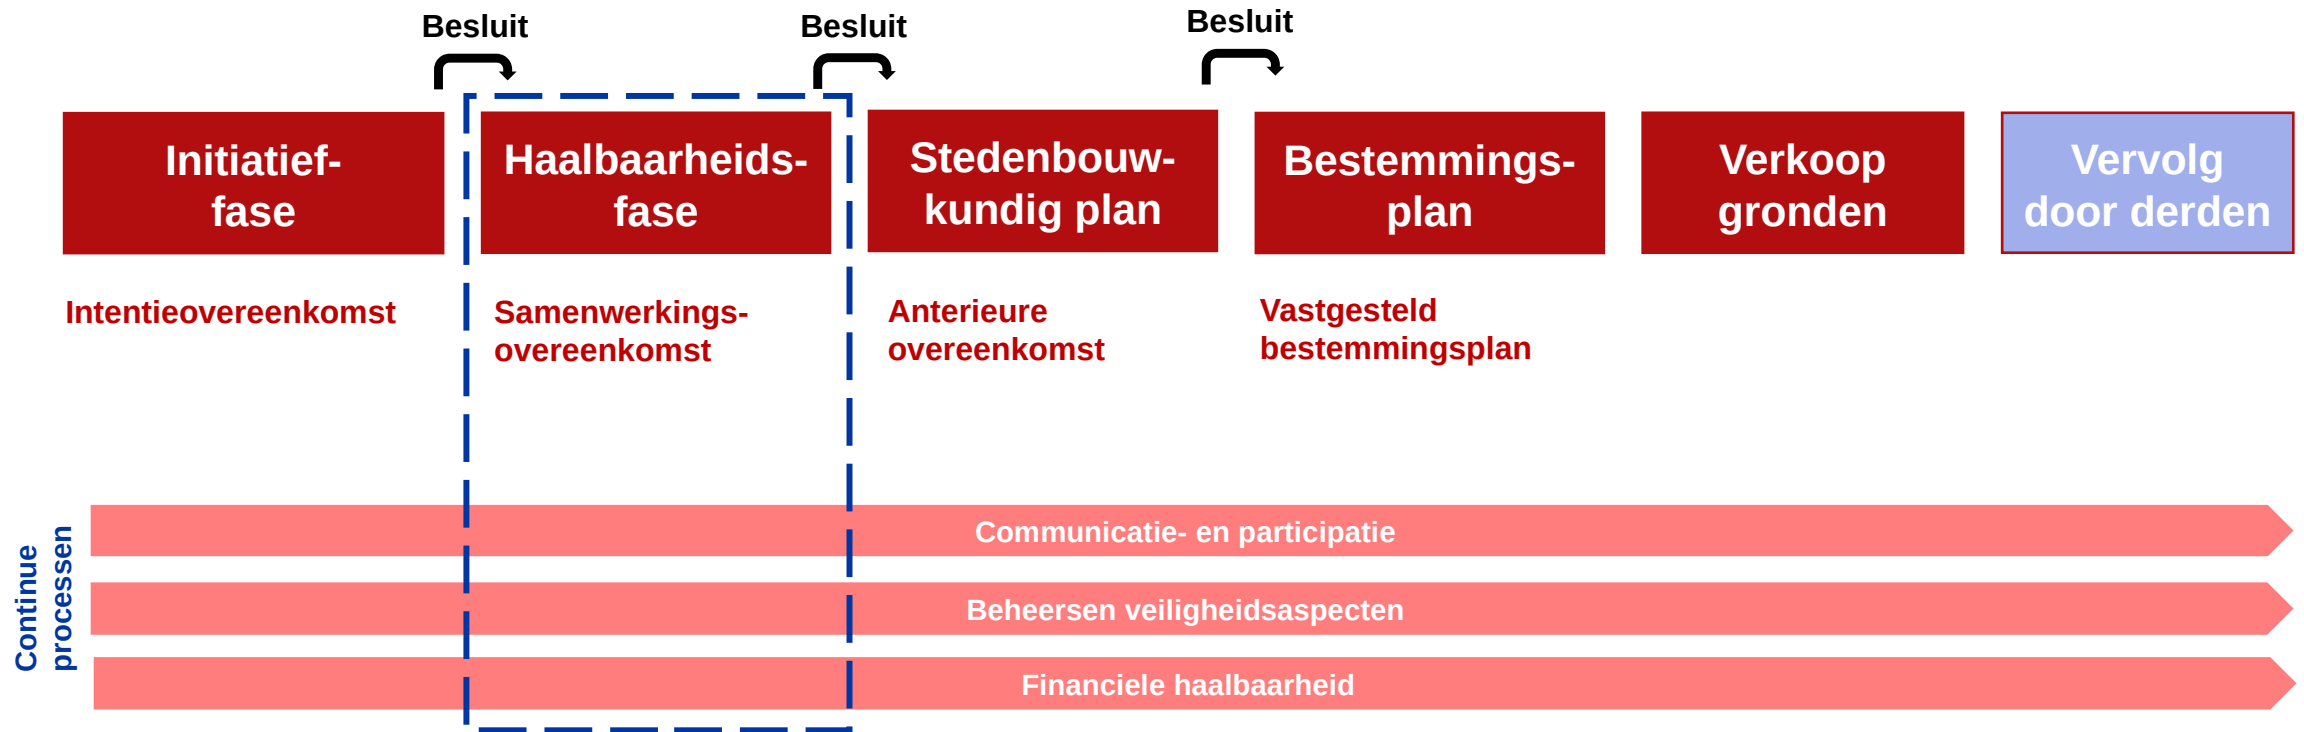 Besluit
Besluit
Besluit
Initiatief-
fase
Haalbaarheids-
fase
Stedenbouw-
kundig plan
Bestemmings-
plan
Verkoop
gronden
Vervolg
door derden
Intentieovereenkomst
Samenwerkings-
overeenkomst
Anterieure
overeenkomst
Vastgesteld
bestemmingsplan
Continue
processen
Communicatie- en participatie
Beheersen veiligheidsaspecten
Financiele haalbaarheid